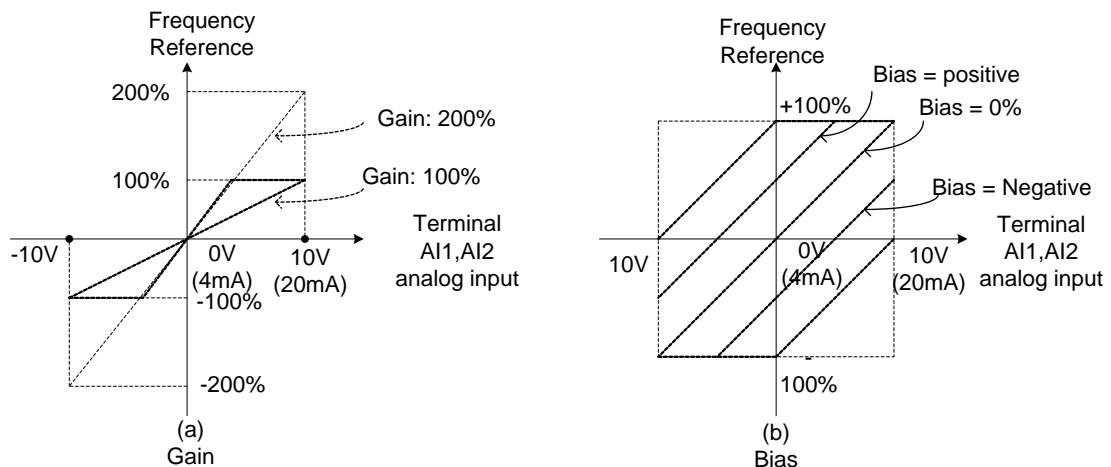 Frequency
Reference
200%
Gain: 200%
100%
Gain: 100%
Terminal
AI1,AI2
analog input
-10V
0V
(4mA)
10V
(20mA)
-100%
-200%
(a)
Gain
Frequency
Reference
Bias = positive
+100%
Bias = 0%
Bias = Negative
Terminal
AI1,AI2
analog input
10V
0V
(4mA)
10V
(20mA)
-
100%
(b)
Bias